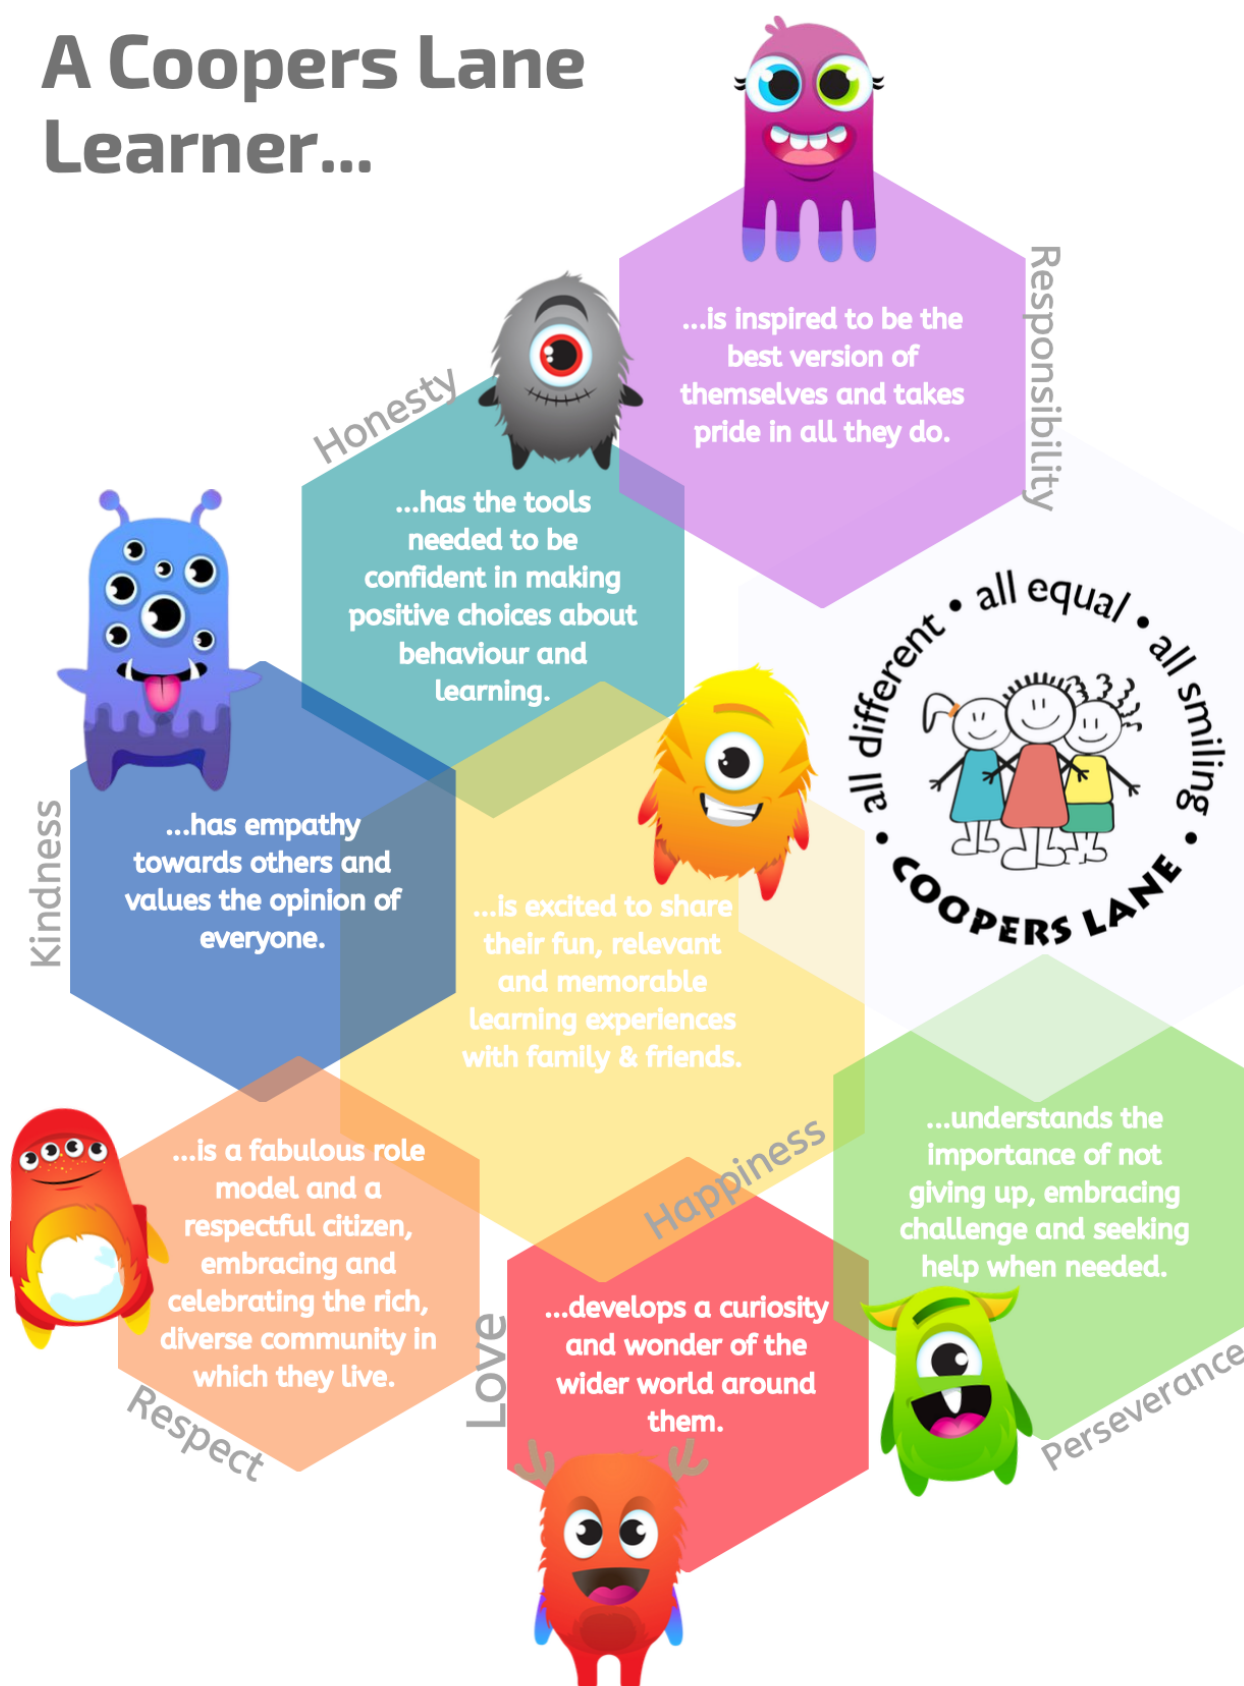 A Coopers Lane
Learner...
Responsibility
...is inspired to be the
best version of
themselves and takes
pride in all they do.
Honesty
...has the tools
needed to be
confident in making
positive choices about
behaviour and
learning.
• all different • all equal • all smiling •
COOPERS LANE
Kindness
...has empathy
towards others and
values the opinion of
everyone.
...is excited to share
their fun, relevant
and memorable
learning experiences
with family & friends.
Happiness
...understands the
importance of not
giving up, embracing
challenge and seeking
help when needed.
Perseverance
...is a fabulous role
model and a
respectful citizen,
embracing and
celebrating the rich,
diverse community in
which they live.
Respect
Love
...develops a curiosity
and wonder of the
wider world around
them.